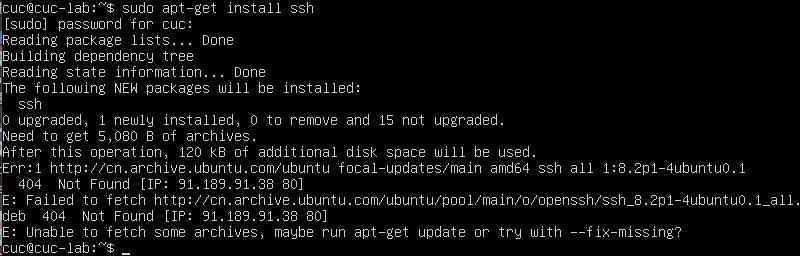 cuc@cuc-lab:~$ sudo apt-get install ssh
[sudo] password for cuc:
Reading package lists... Done
Building dependency tree
Reading state information... Done
The following NEW packages will be installed:
  ssh
0 upgraded, 1 newly installed, 0 to remove and 15 not upgraded.
Need to get 5,080 B of archives.
After this operation, 120 kB of additional disk space will be used.
Err:1 http://cn.archive.ubuntu.com/ubuntu focal-updates/main amd64 ssh all 1:8.2p1-4ubuntu0.1
  404  Not Found [IP: 91.189.91.38 80]
E: Failed to fetch http://cn.archive.ubuntu.com/ubuntu/pool/main/o/openssh/ssh_8.2p1-4ubuntu0.1_all.
deb  404  Not Found [IP: 91.189.91.38 80]
E: Unable to fetch some archives, maybe run apt-get update or try with --fix-missing?
cuc@cuc-lab:~$ _